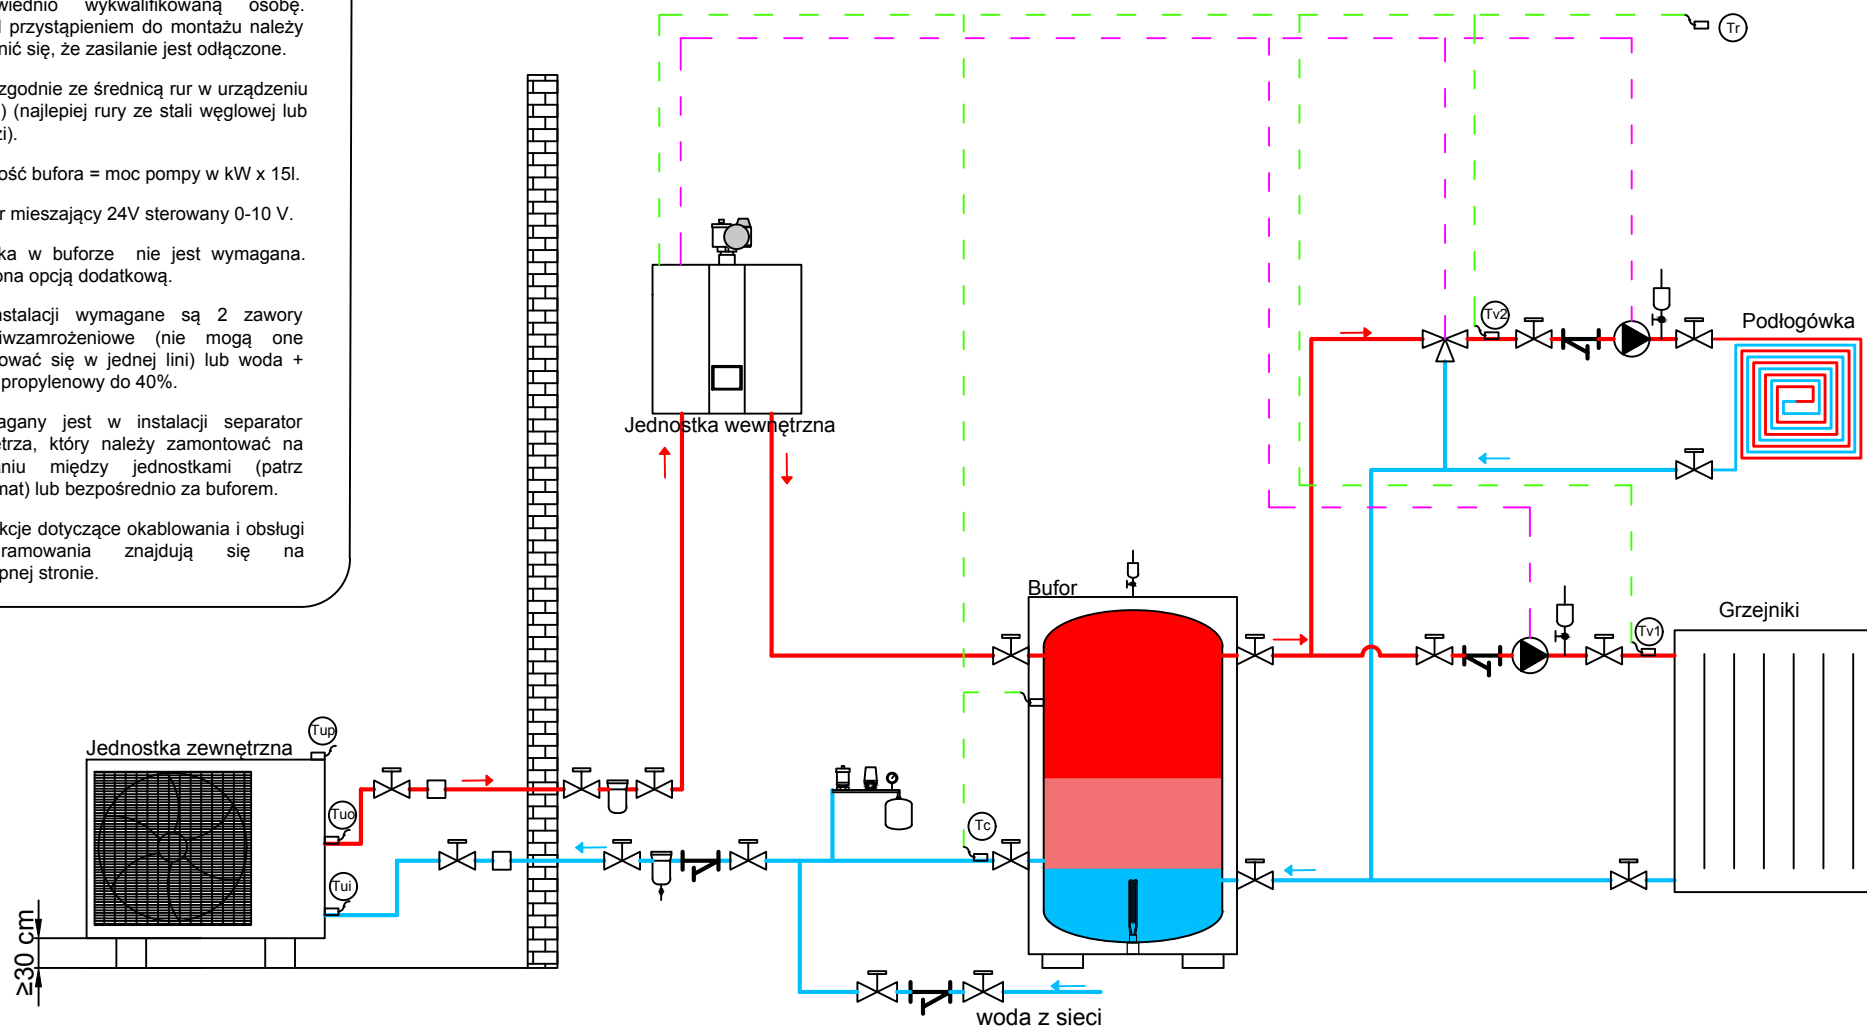 wiednio wykwalifikowaną osobę.
przystąpieniem do montażu należy
nić się, że zasilanie jest odłączone.
zgodnie ze średnicą rur w urządzeniu
) (najlepiej rury ze stali węglowej lub
zi).
ość bufora = moc pompy w kW x 15l.
r mieszający 24V sterowany 0-10 V.
ka w buforze nie jest wymagana.
ona opcją dodatkową.
nstalacji wymagane są 2 zawory
iwzamrożeniowe (nie mogą one
ować się w jednej lini) lub woda +
propylenowy do 40%.
agany jest w instalacji separator
etrza, który należy zamontować na
aniu między jednostkami (patrz
mat) lub bezpośrednio za buforem.
kcje dotyczące okablowania i obsługi
ramowania znajdują się na
pnej stronie.
Tr
Tv2
Podłogówka
Jednostka wewnętrzna
Bufor
Grzejniki
Tv1
Jednostka zewnętrzna
Tup
Tuo
Tc
Tui
≥30 cm
woda z sieci